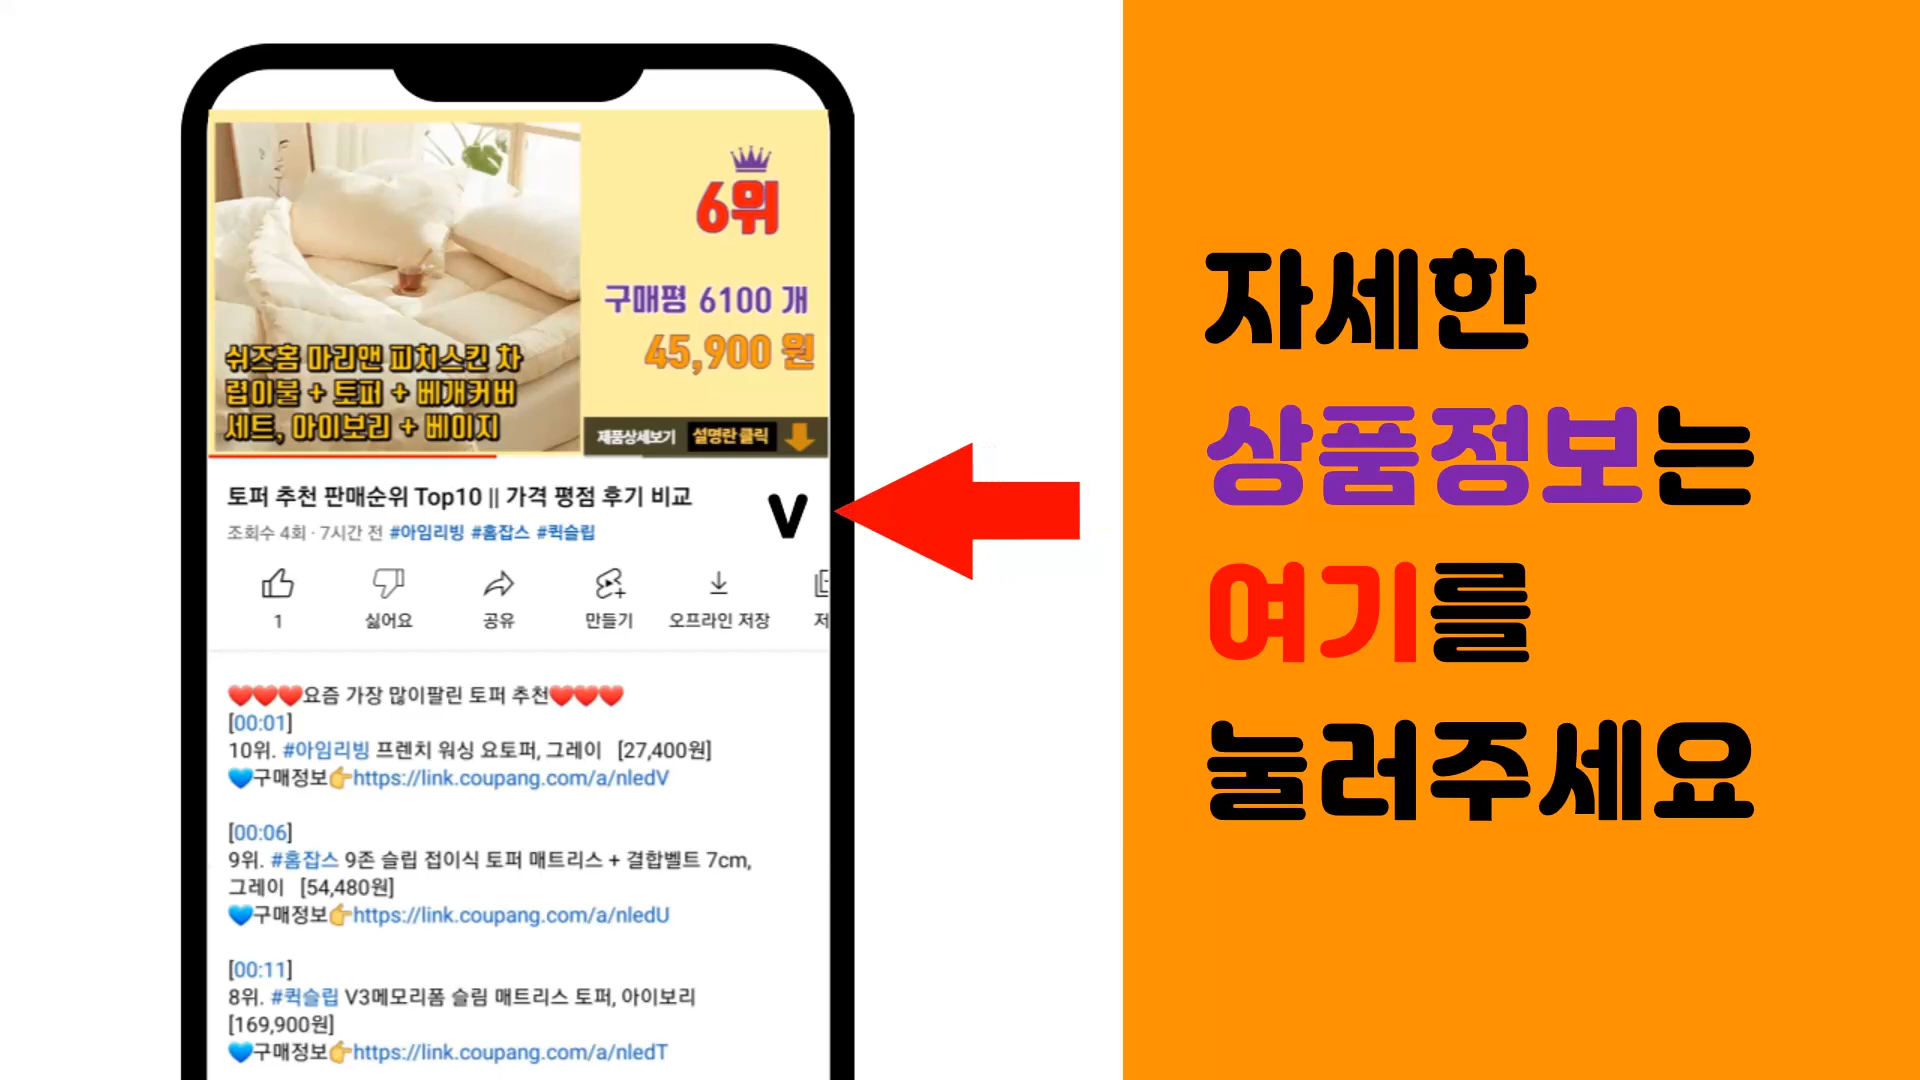 6위
구매평 6100 개
45,900 원
쉬즈홈 마리앤 피치스킨 차
렵이불 + 토퍼 + 베개커버
세트, 아이보리 + 베이지
제품상세보기 설명란 클릭
토퍼 추천 판매순위 Top10 || 가격 평점 후기 비교
V
조회수 4회 · 7시간 전 #아임리빙 #홈잡스 #퀵슬립
1 싫어요 공유 만들기 오프라인 저장 저
❤️❤️❤️요즘 가장 많이팔린 토퍼 추천❤️❤️❤️
[00:01]
10위. #아임리빙 프렌치 워싱 요토퍼, 그레이 [27,400원]
💙구매정보👉https://link.coupang.com/a/nledV
[00:06]
9위. #홈잡스 9존 슬립 접이식 토퍼 매트리스 + 결합벨트 7cm,
그레이 [54,480원]
💙구매정보👉https://link.coupang.com/a/nledU
[00:11]
8위. #퀵슬립 V3메모리폼 슬림 매트리스 토퍼, 아이보리
[169,900원]
💙구매정보👉https://link.coupang.com/a/nledT
자세한
상품정보는
여기를
눌러주세요